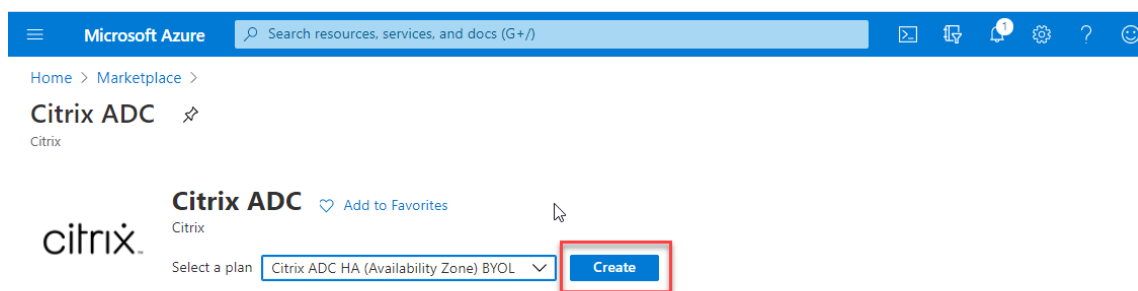 Microsoft Azure
Search resources, services, and docs (G+/)
1
Home > Marketplace >
Citrix ADC
Citrix
Citrix ADC
Add to Favorites
Citrix
citrix™
Select a plan
Citrix ADC HA (Availability Zone) BYOL
Create